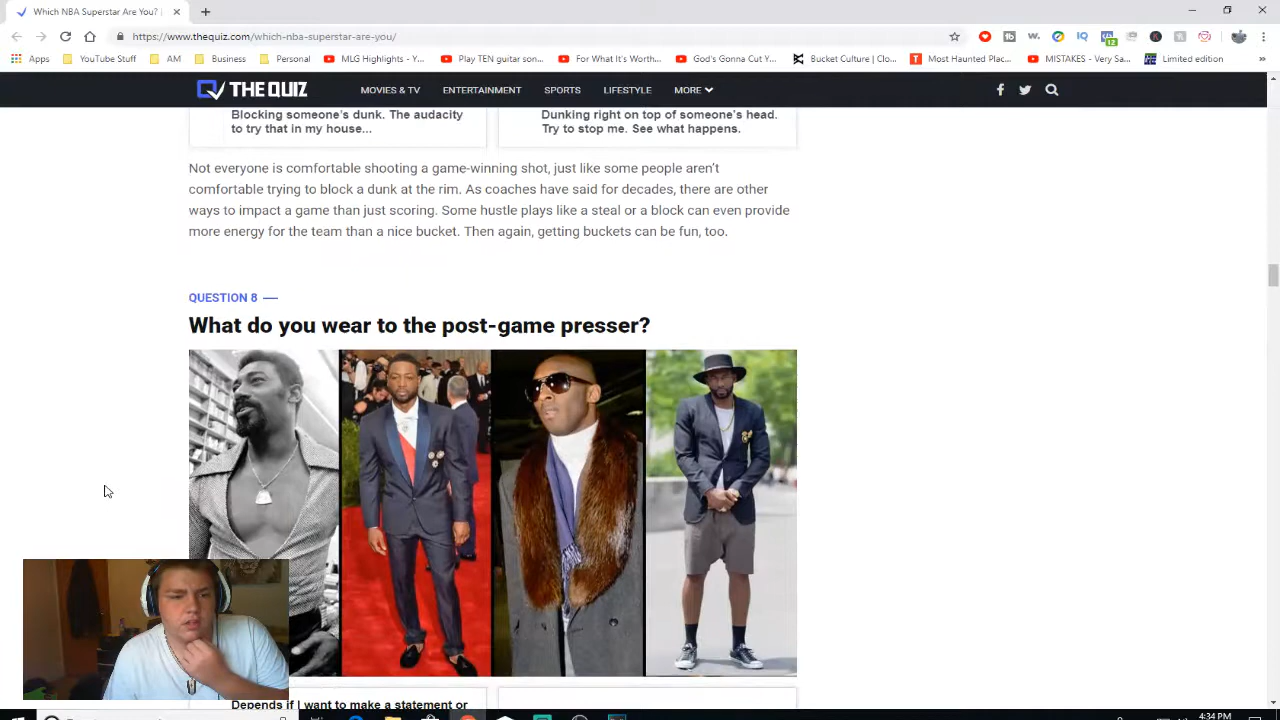 Which NBA Superstar Are You? |
https://www.thequiz.com/which-nba-superstar-are-you/
Apps YouTube Stuff AM Business Personal MLG Highlights - Y... Play TEN guitar son... For What It's Worth... God's Gonna Cut Y... Bucket Culture | Clo... Most Haunted Plac... MISTAKES - Very Sa... Limited edition
THE QUIZ MOVIES & TV ENTERTAINMENT SPORTS LIFESTYLE MORE
Blocking someone's dunk. The audacity
to try that in my house...
Dunking right on top of someone's head.
Try to stop me. See what happens.
Not everyone is comfortable shooting a game-winning shot, just like some people aren't
comfortable trying to block a dunk at the rim. As coaches have said for decades, there are other
ways to impact a game than just scoring. Some hustle plays like a steal or a block can even provide
more energy for the team than a nice bucket. Then again, getting buckets can be fun, too.
QUESTION 8
What do you wear to the post-game presser?
Depends if I want to make a statement or
4:34 PM